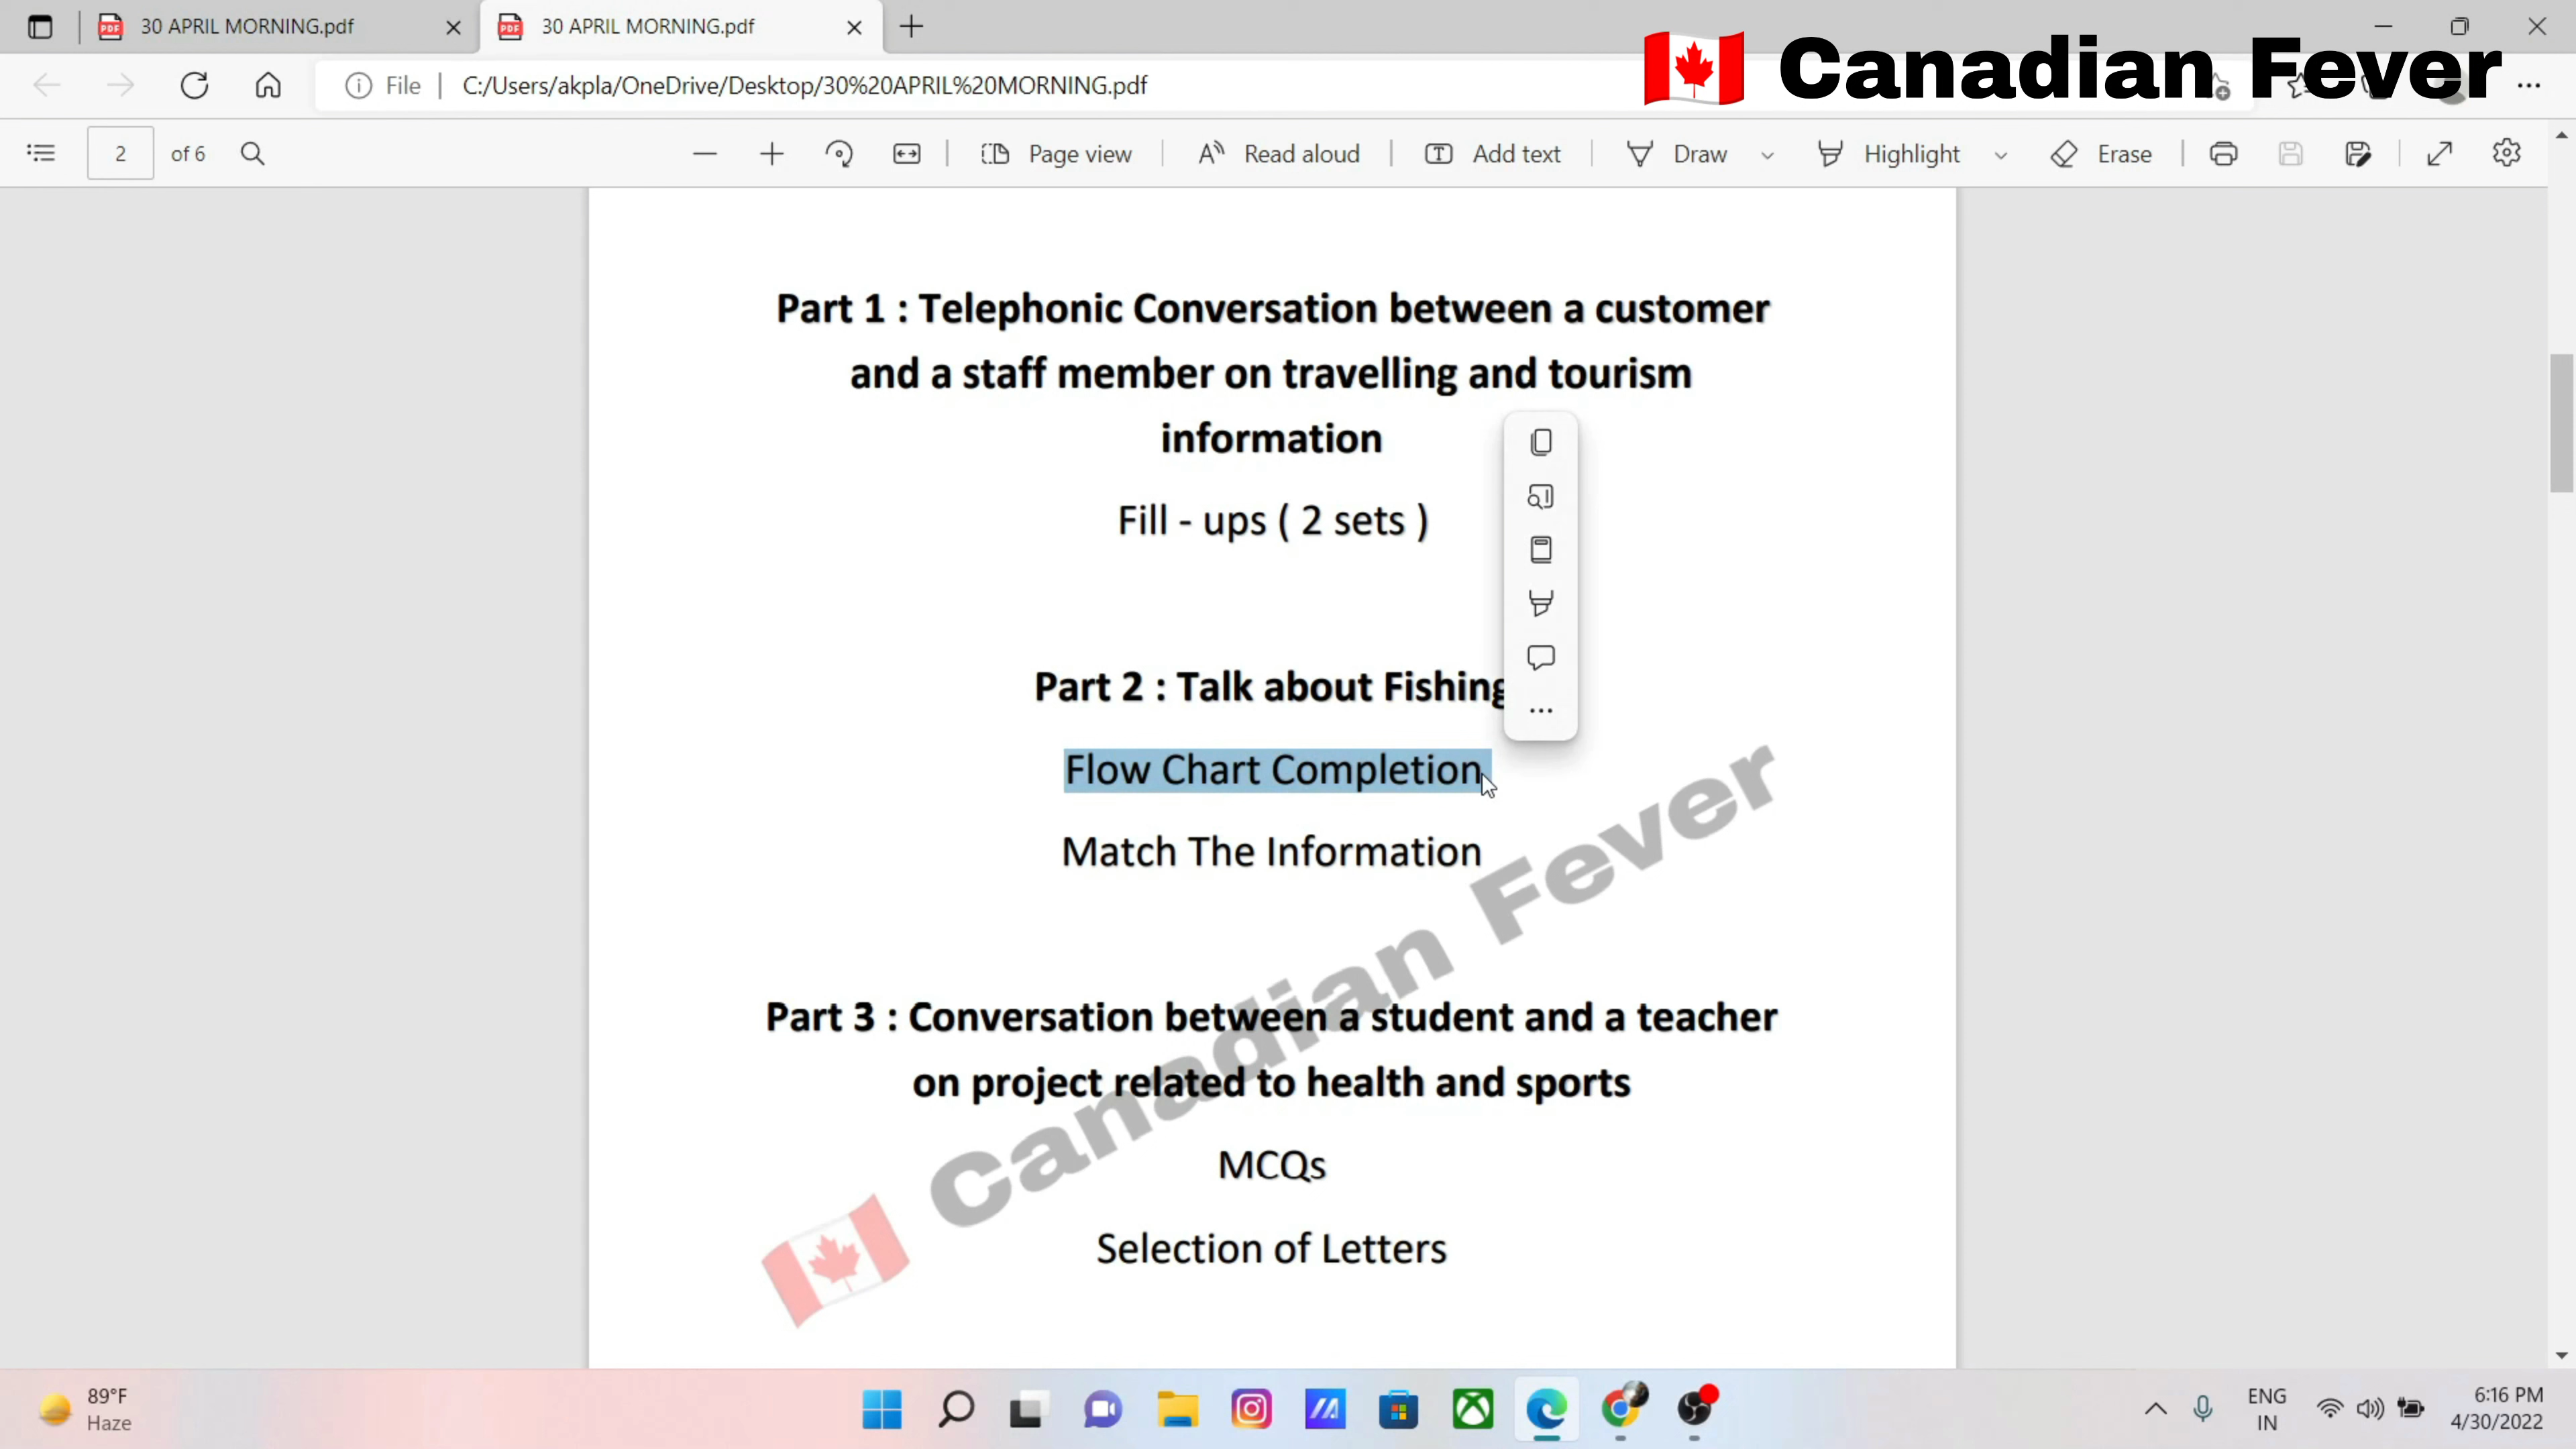 30 APRIL MORNING.pdf
30 APRIL MORNING.pdf
Canadian Fever
File
C:/Users/akpla/OneDrive/Desktop/30%20APRIL%20MORNING.pdf
2 of 6
Page view
Read aloud
Add text
Draw
Highlight
Erase
Part 1 : Telephonic Conversation between a customer
and a staff member on travelling and tourism
information
Fill - ups ( 2 sets )
Part 2 : Talk about Fishing
Flow Chart Completion
Match The Information
Part 3 : Conversation between a student and a teacher
on project related to health and sports
MCQs
Selection of Letters
Canadian Fever
89°F
Haze
ENG
IN
6:16 PM
4/30/2022